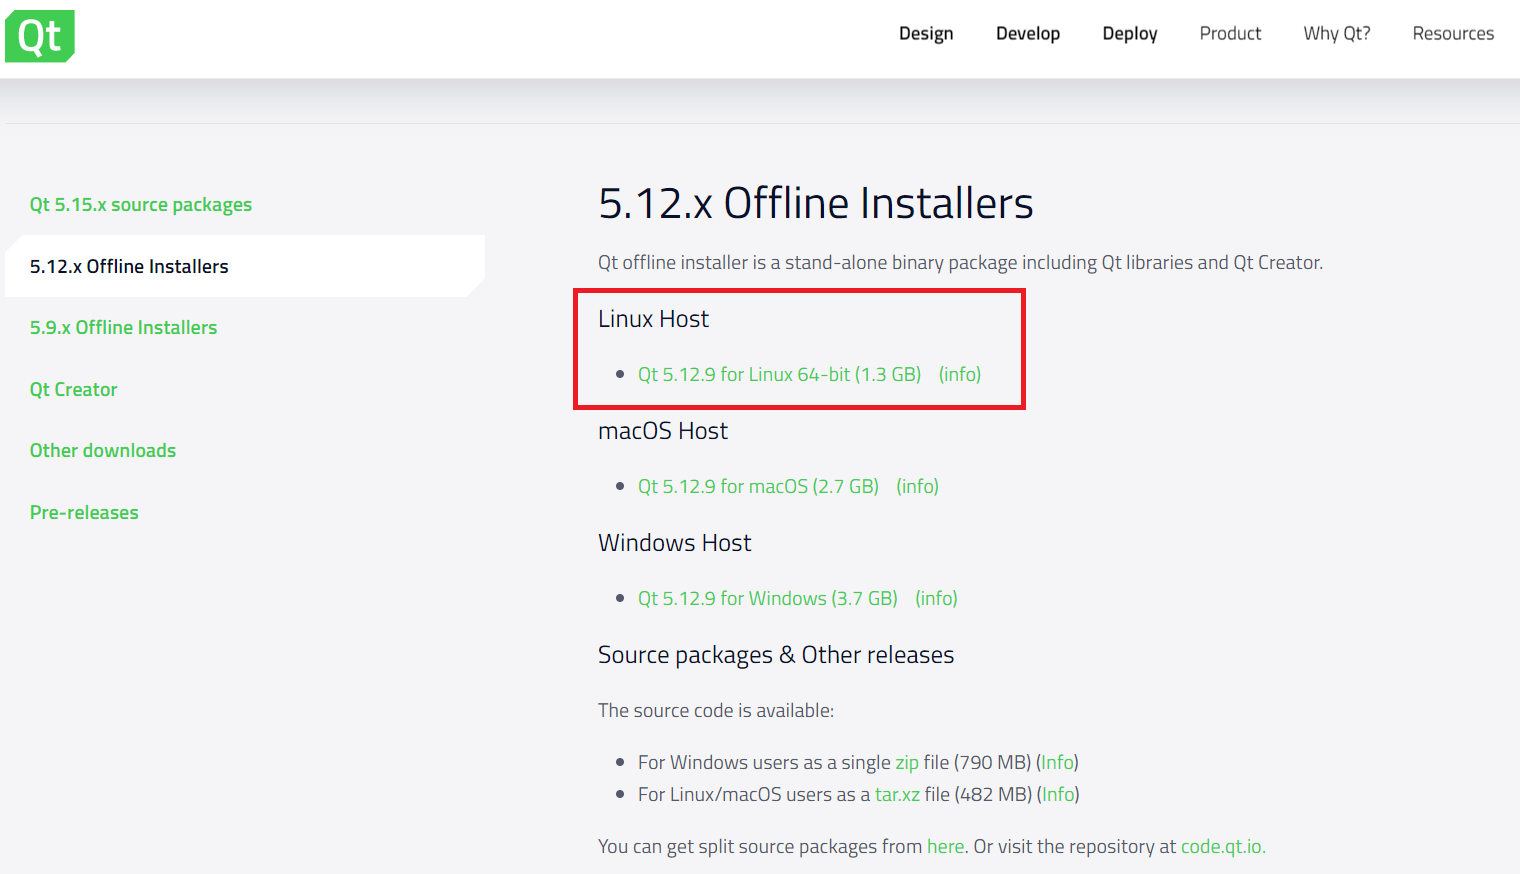 Qt
Design Develop Deploy Product Why Qt? Resources
Qt 5.15.x source packages
5.12.x Offline Installers
5.9.x Offline Installers
Qt Creator
Other downloads
Pre-releases
5.12.x Offline Installers
Qt offline installer is a stand-alone binary package including Qt libraries and Qt Creator.
Linux Host
Qt 5.12.9 for Linux 64-bit (1.3 GB) (info)
macOS Host
Qt 5.12.9 for macOS (2.7 GB) (info)
Windows Host
Qt 5.12.9 for Windows (3.7 GB) (info)
Source packages & Other releases
The source code is available:
For Windows users as a single zip file (790 MB) (Info)
For Linux/macOS users as a tar.xz file (482 MB) (Info)
You can get split source packages from here. Or visit the repository at code.qt.io.